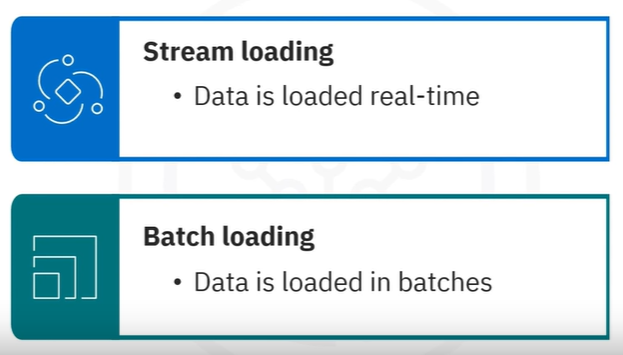 Stream loading
• Data is loaded real-time
Batch loading
• Data is loaded in batches